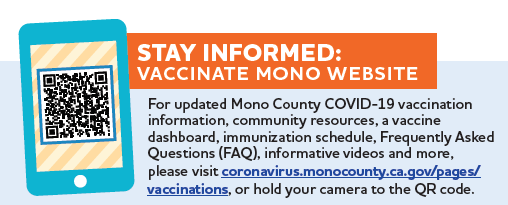 STAY INFORMED:
VACCINATE MONO WEBSITE
For updated Mono County COVID-19 vaccination
information, community resources, a vaccine
dashboard, immunization schedule, Frequently Asked
Questions (FAQ), informative videos and more,
please visit coronavirus.monocounty.ca.gov/pages/
vaccinations, or hold your camera to the QR code.